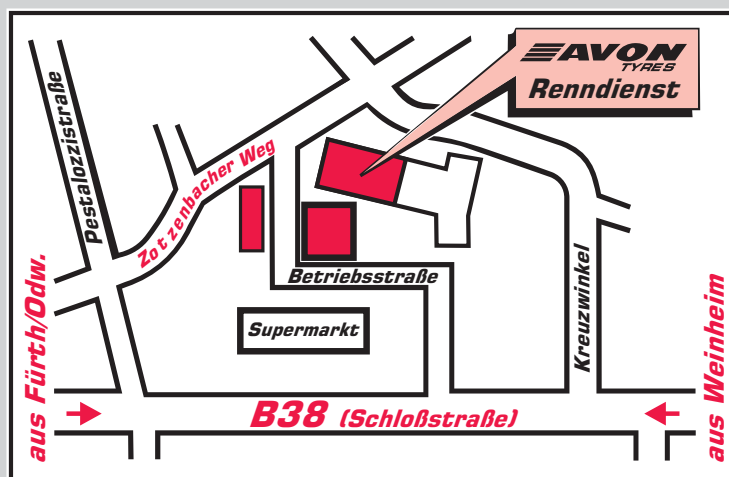 AVON
TYRES
Renndienst
Pestalozzistraße
Zotzenbacher Weg
Betriebsstraße
Kreuzwinkel
Supermarkt
aus Fürth/Odw.
B38 (Schloßstraße)
aus Weinheim